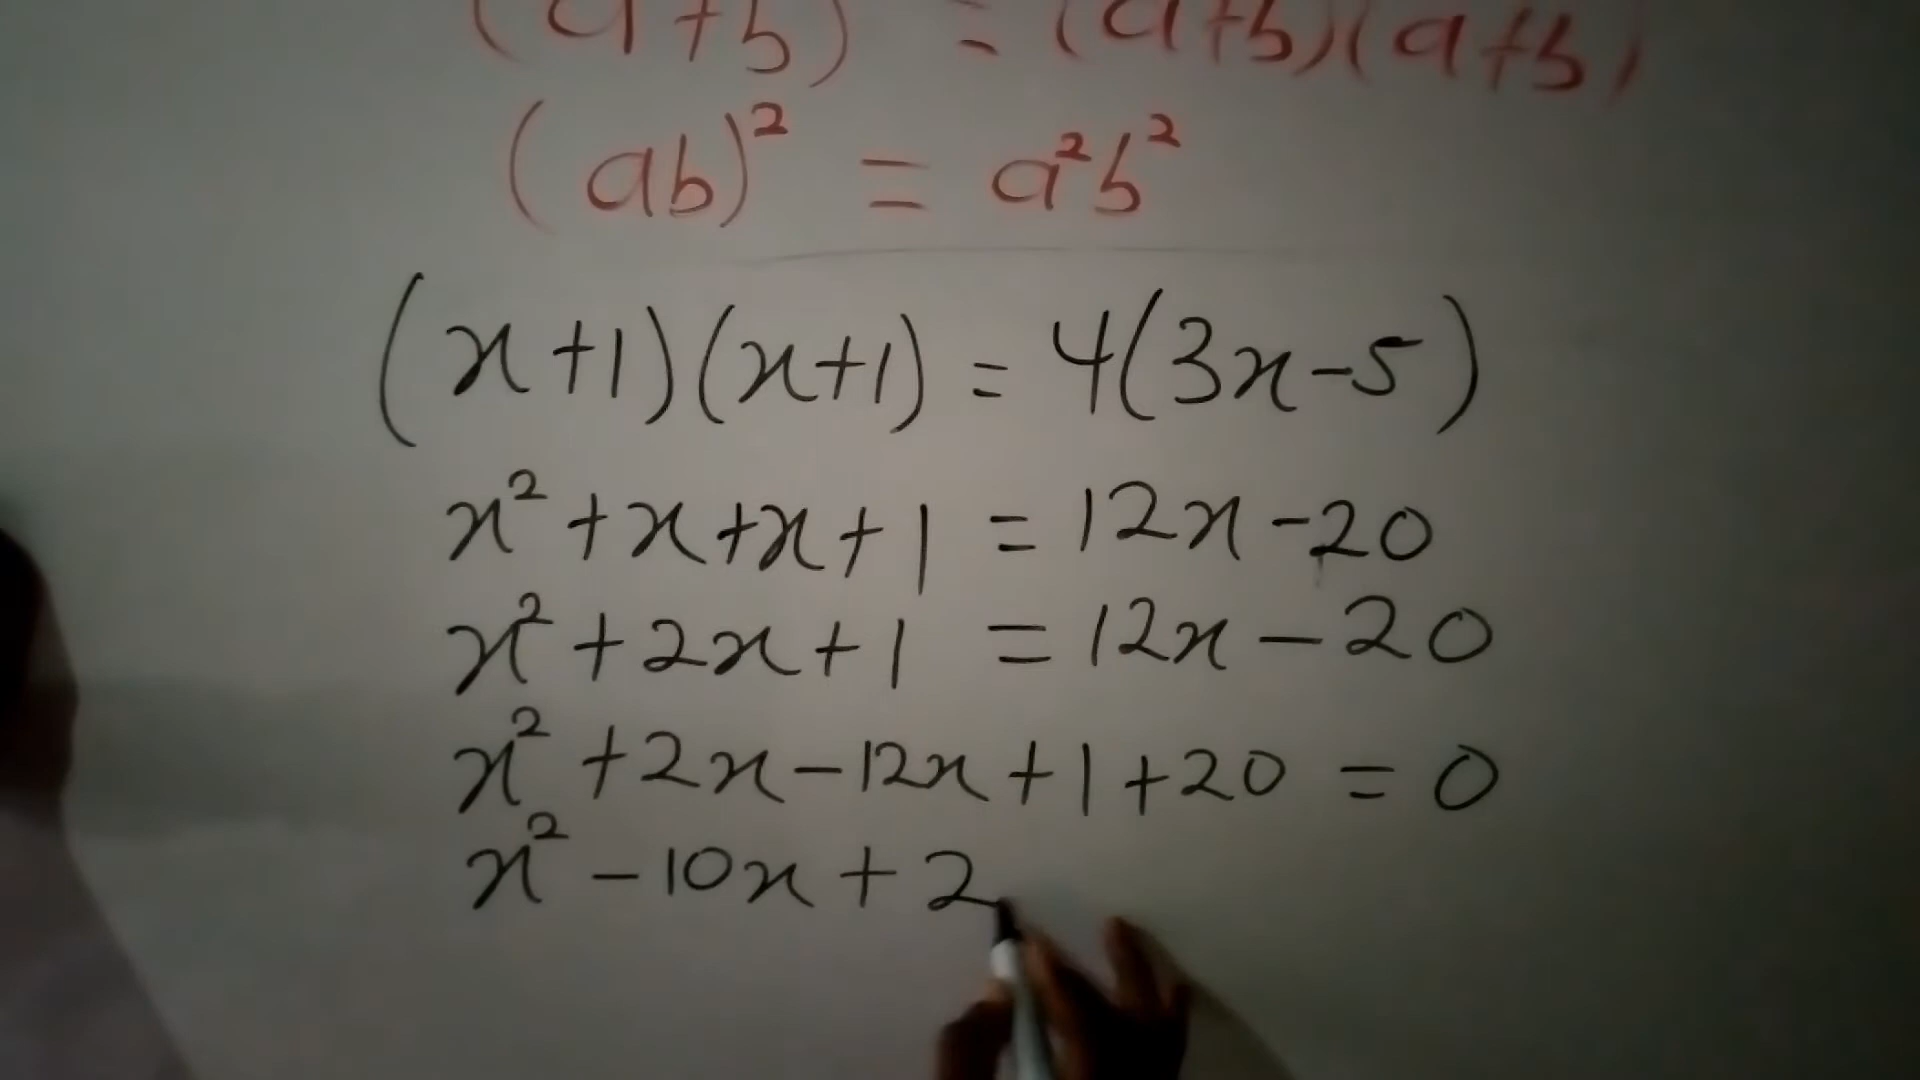 (a+b) = (a+b)(a+b)
(ab)² = a²b²
(x+1)(x+1) = 4(3x-5)
x² + x + x + 1 = 12x - 20
x² + 2x + 1 = 12x - 20
x² + 2x - 12x + 1 + 20 = 0
x² - 10x + 2